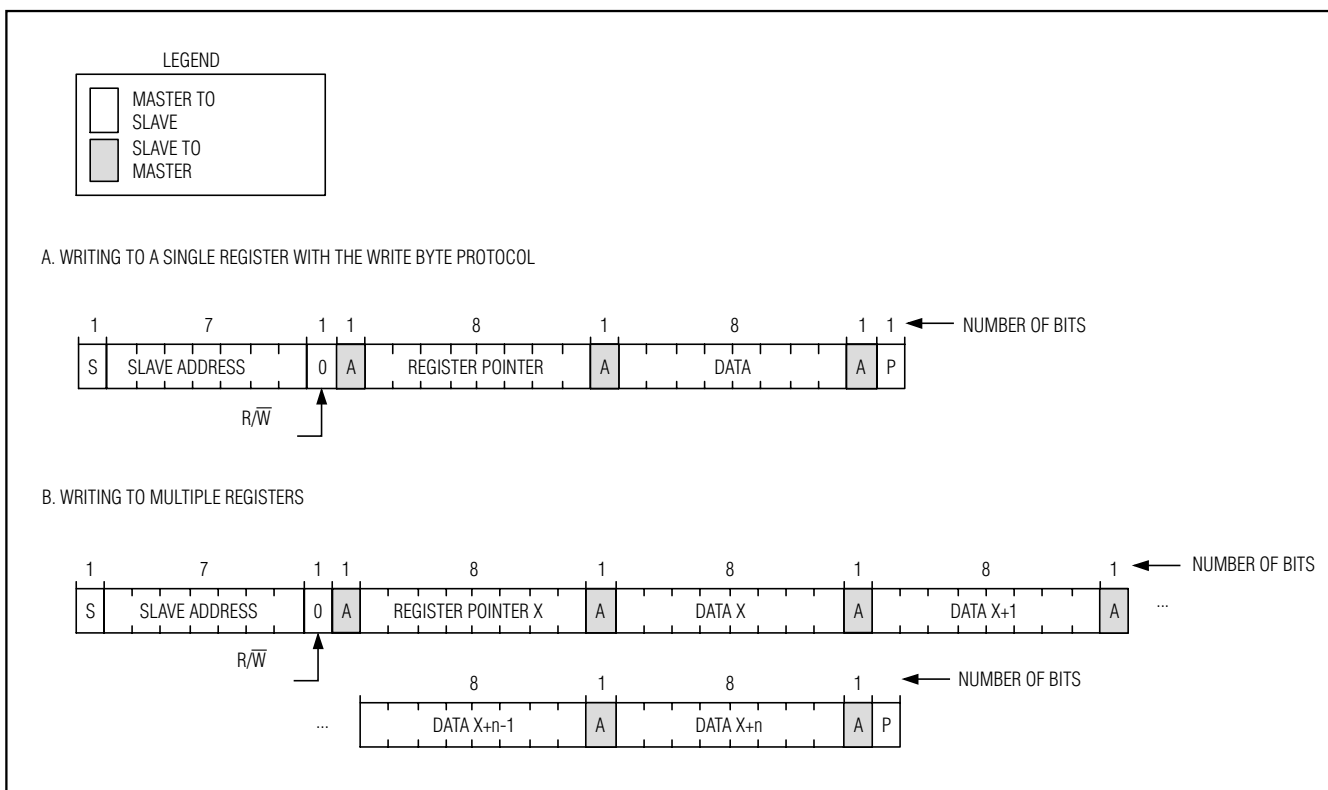 LEGEND
MASTER TO
SLAVE
SLAVE TO
MASTER
A. WRITING TO A SINGLE REGISTER WITH THE WRITE BYTE PROTOCOL
1 7 1 1 8 1 8 1 1 NUMBER OF BITS
S SLAVE ADDRESS 0 A REGISTER POINTER A DATA A P
R/W̅
B. WRITING TO MULTIPLE REGISTERS
1 7 1 1 8 1 8 1 8 1 NUMBER OF BITS
S SLAVE ADDRESS 0 A REGISTER POINTER X A DATA X A DATA X+1 A ...
R/W̅
8 1 8 1 NUMBER OF BITS
... DATA X+n-1 A DATA X+n A P